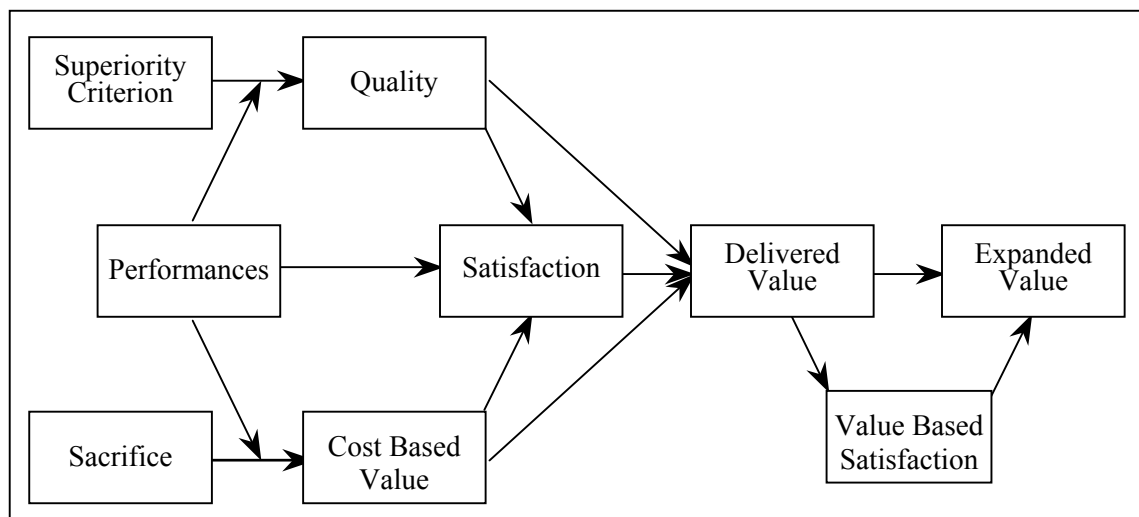 Superiority
Criterion
Quality
Performances
Satisfaction
Delivered
Value
Expanded
Value
Sacrifice
Cost Based
Value
Value Based
Satisfaction